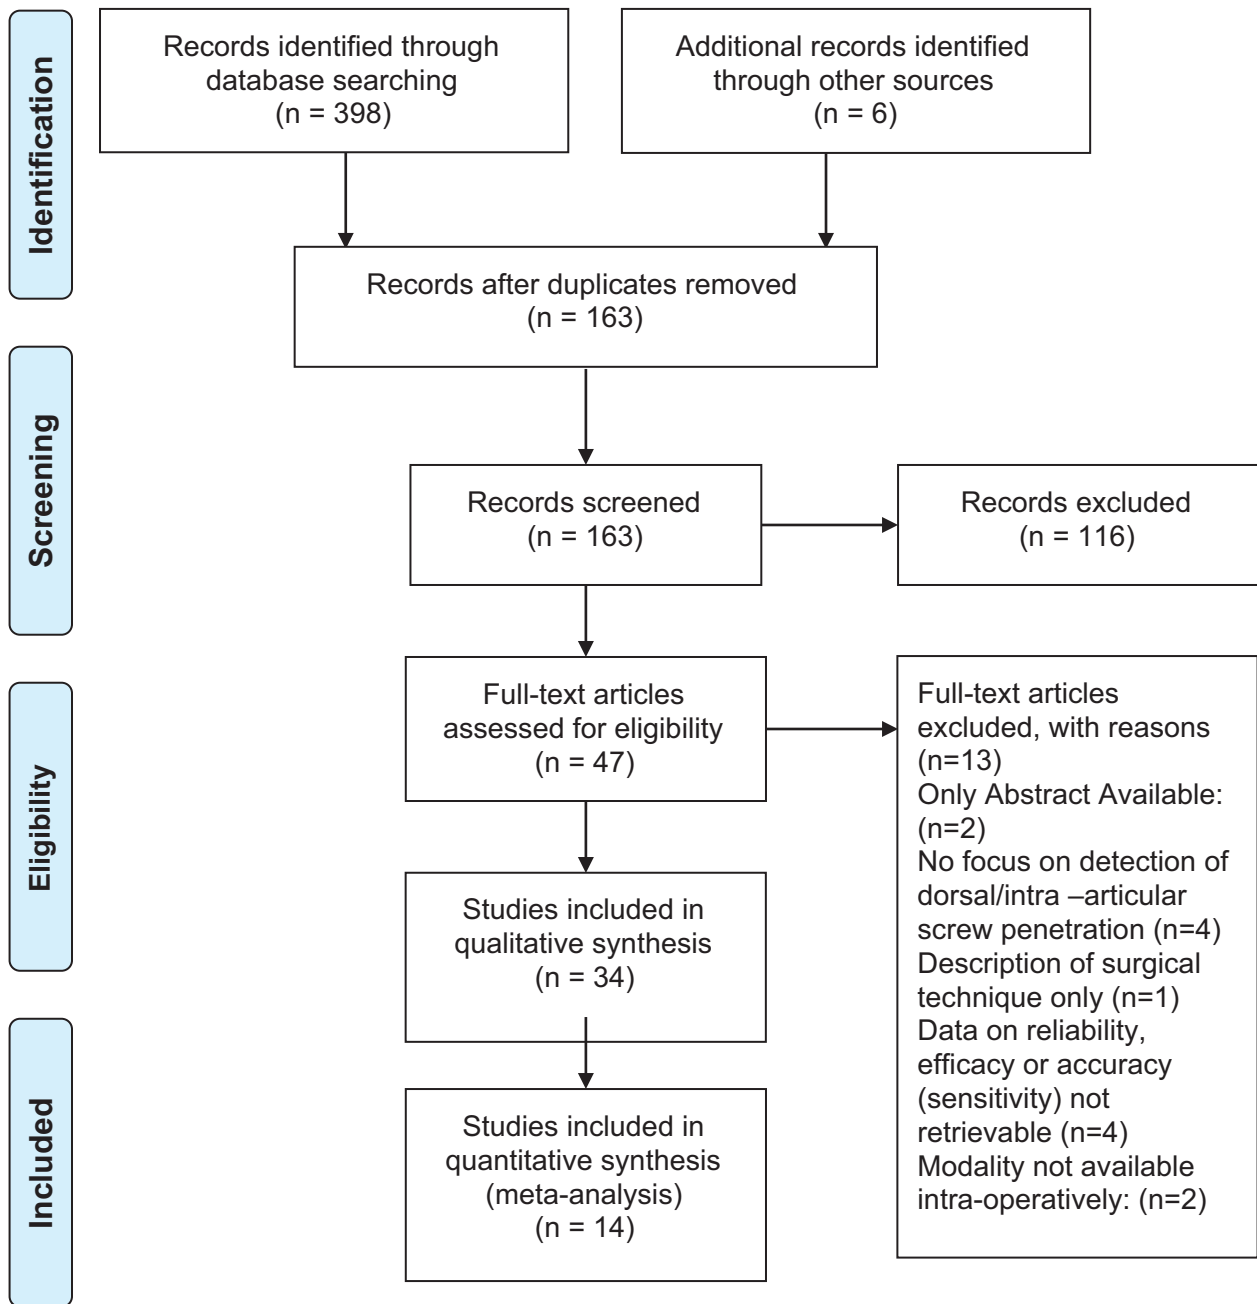 Identification
Records identified through
database searching
(n = 398)
Additional records identified
through other sources
(n = 6)
Records after duplicates removed
(n = 163)
Screening
Records screened
(n = 163)
Records excluded
(n = 116)
Eligibility
Full-text articles
assessed for eligibility
(n = 47)
Full-text articles
excluded, with reasons
(n=13)
Only Abstract Available:
(n=2)
No focus on detection of
dorsal/intra –articular
screw penetration (n=4)
Description of surgical
technique only (n=1)
Data on reliability,
efficacy or accuracy
(sensitivity) not
retrievable (n=4)
Modality not available
intra-operatively: (n=2)
Studies included in
qualitative synthesis
(n = 34)
Included
Studies included in
quantitative synthesis
(meta-analysis)
(n = 14)